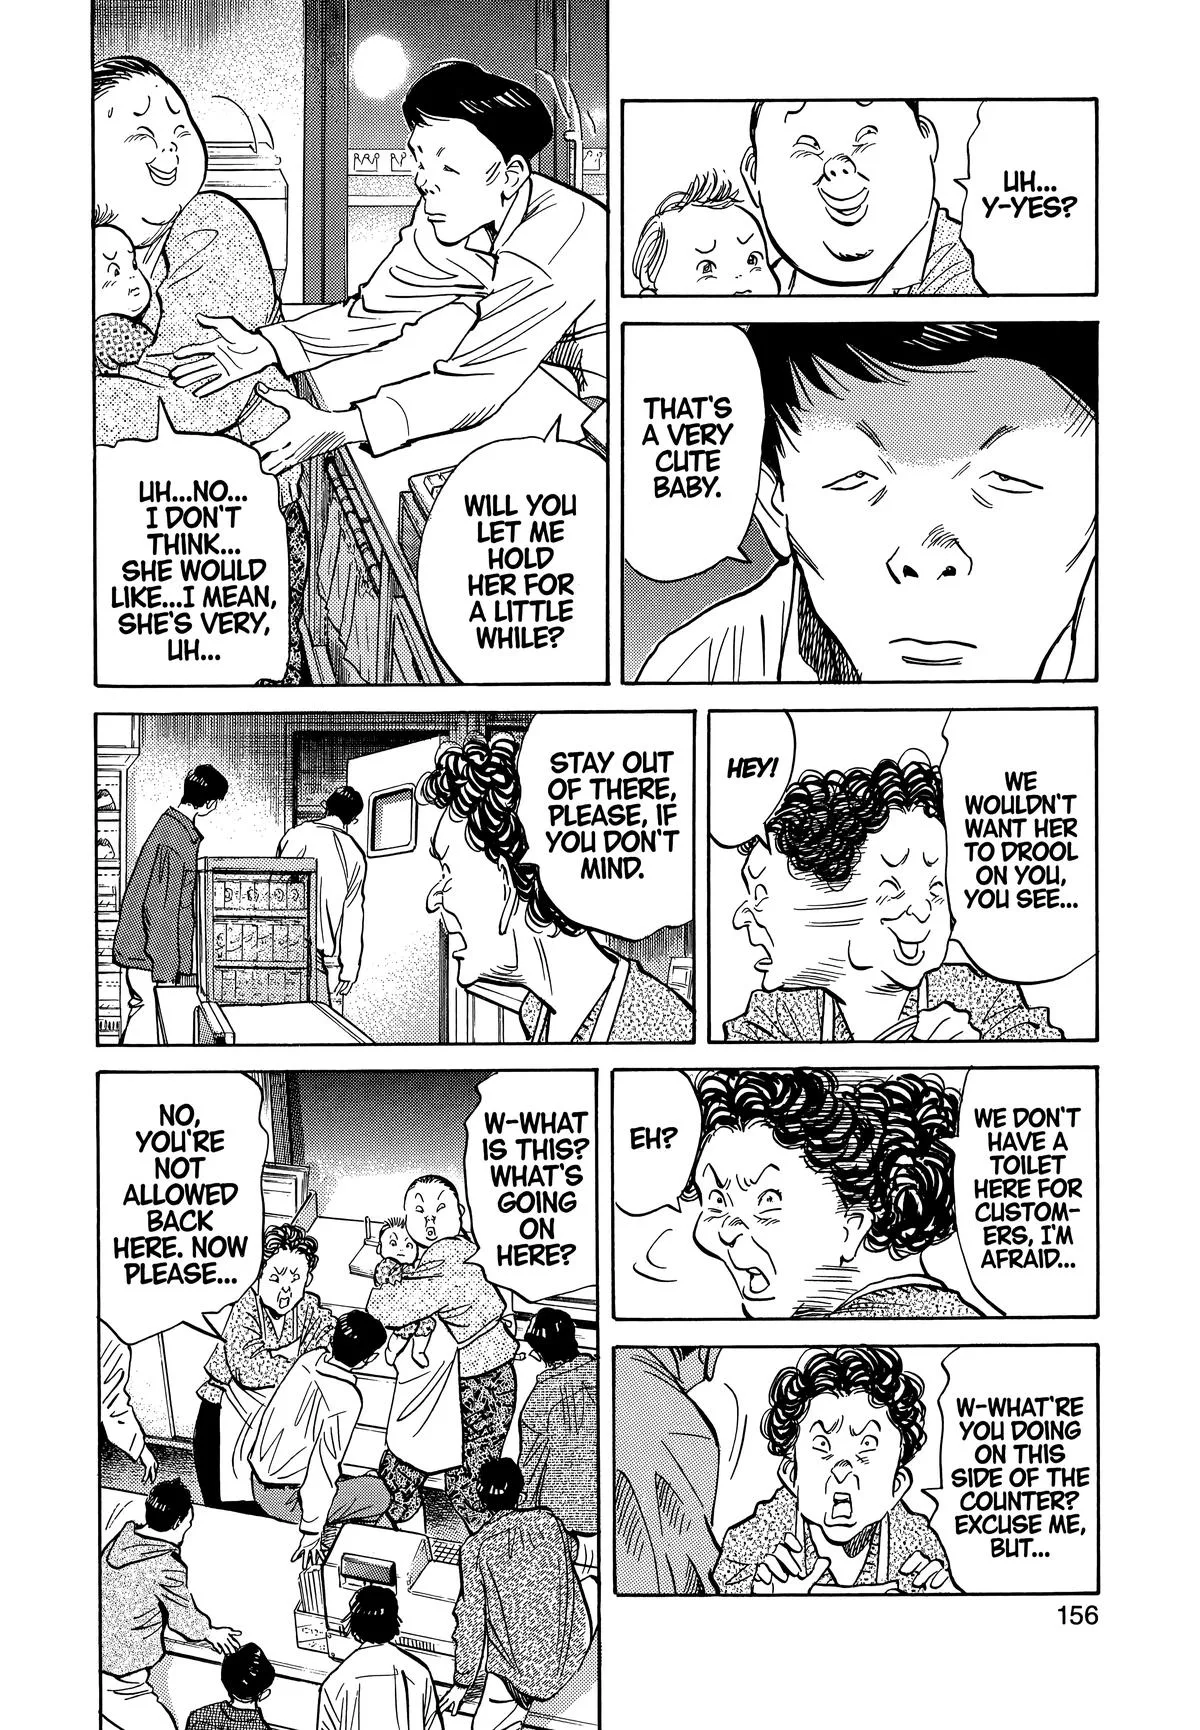 UH...
Y-YES?
THAT'S
A VERY
CUTE
BABY.
WILL YOU
LET ME
HOLD
HER FOR
A LITTLE
WHILE?
UH...NO...
I DON'T
THINK...
SHE WOULD
LIKE...I MEAN,
SHE'S VERY,
UH...
WE
WOULDN'T
WANT HER
TO DROOL
ON YOU,
YOU SEE...
HEY!
STAY OUT
OF THERE,
PLEASE, IF
YOU DON'T
MIND.
WE DON'T
HAVE A
TOILET
HERE FOR
CUSTOM-
ERS, I'M
AFRAID...
EH?
W-WHAT'RE
YOU DOING
ON THIS
SIDE OF THE
COUNTER?
EXCUSE ME,
BUT...
W-WHAT
IS THIS?
WHAT'S
GOING
ON
HERE?
NO,
YOU'RE
NOT
ALLOWED
BACK
HERE. NOW
PLEASE...
156